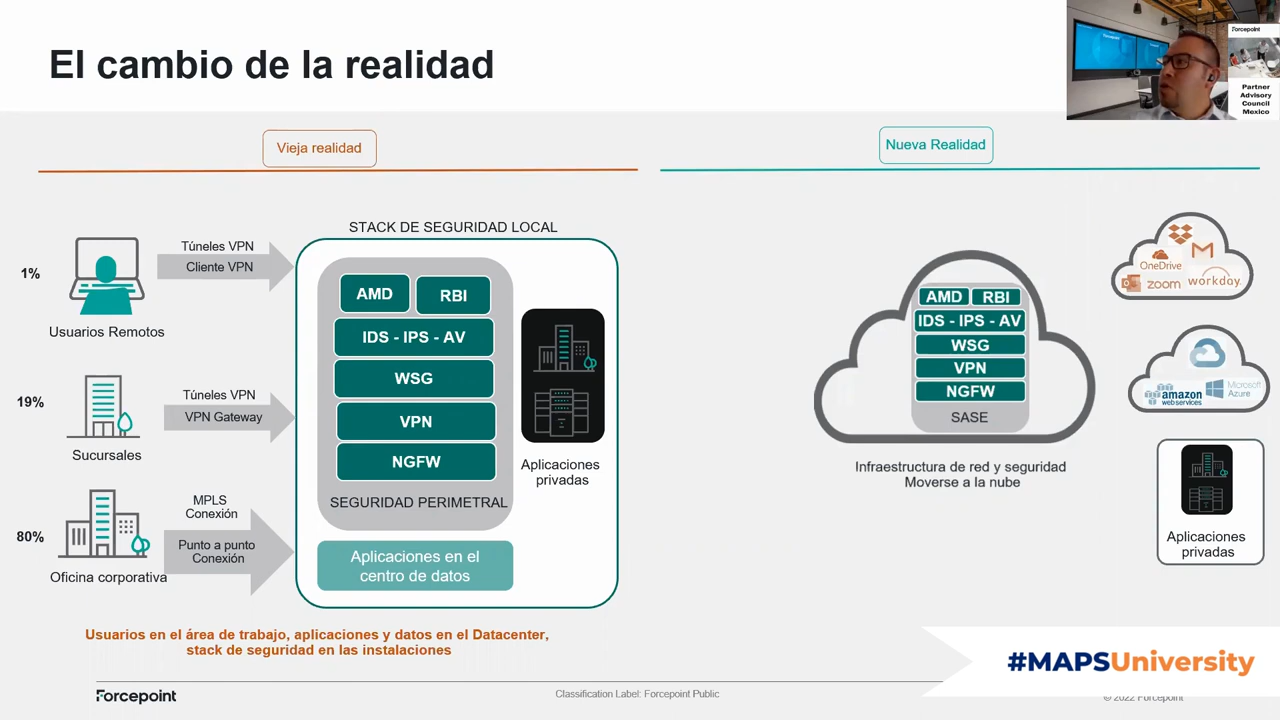 El cambio de la realidad
Forcepoint
Partner
Advisory
Council
Mexico
Vieja realidad
Nueva Realidad
STACK DE SEGURIDAD LOCAL
1%
Túneles VPN
Cliente VPN
Usuarios Remotos
19%
Túneles VPN
VPN Gateway
Sucursales
80%
MPLS
Conexión
Punto a punto
Conexión
Oficina corporativa
AMD
RBI
IDS - IPS - AV
WSG
VPN
NGFW
SEGURIDAD PERIMETRAL
Aplicaciones
privadas
Aplicaciones en el
centro de datos
Usuarios en el área de trabajo, aplicaciones y datos en el Datacenter,
stack de seguridad en las instalaciones
AMD
RBI
IDS - IPS - AV
WSG
VPN
NGFW
SASE
Infraestructura de red y seguridad
Moverse a la nube
OneDrive
zoom
workday.
amazon
webservices
Microsoft
Azure
Aplicaciones
privadas
#MAPSUniversity
Forcepoint
Classification Label: Forcepoint Public
© 2022 Forcepoint